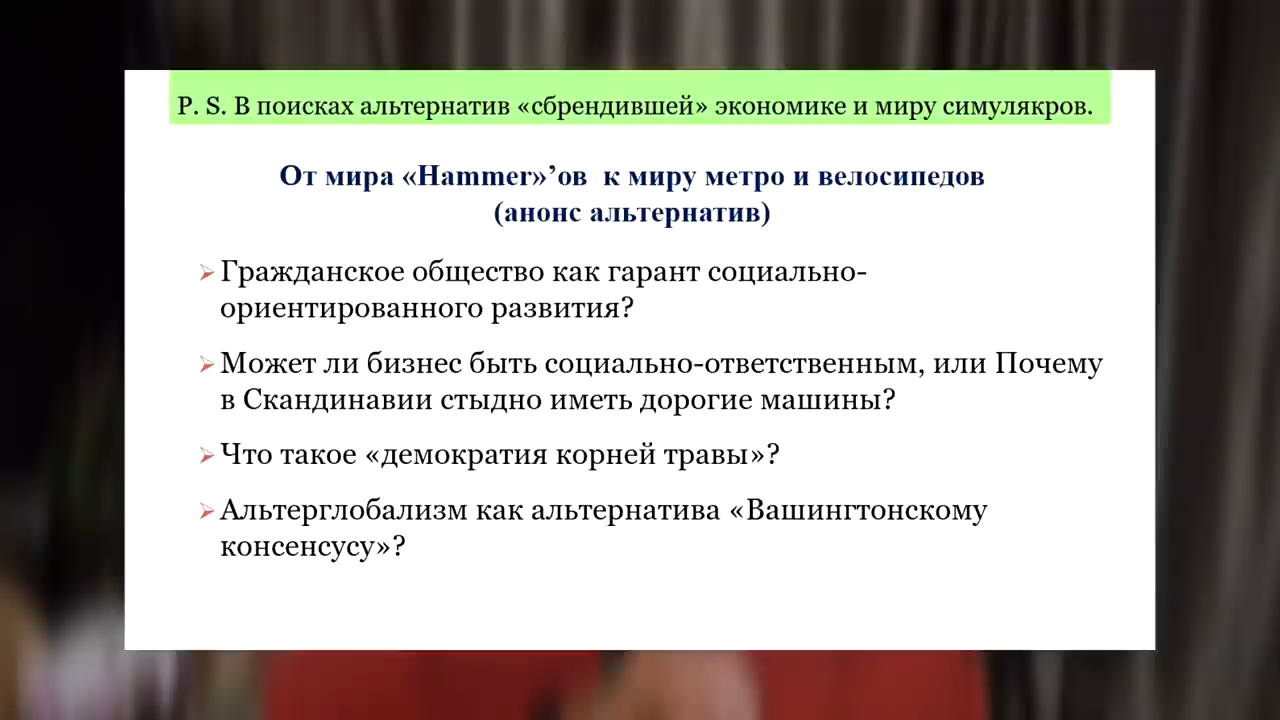 P. S. В поисках альтернатив «сбрендившей» экономике и миру симулякров.
От мира «Hammer»’ов к миру метро и велосипедов
(анонс альтернатив)
Гражданское общество как гарант социально-
ориентированного развития?
Может ли бизнес быть социально-ответственным, или Почему
в Скандинавии стыдно иметь дорогие машины?
Что такое «демократия корней травы»?
Альтерглобализм как альтернатива «Вашингтонскому
консенсусу»?